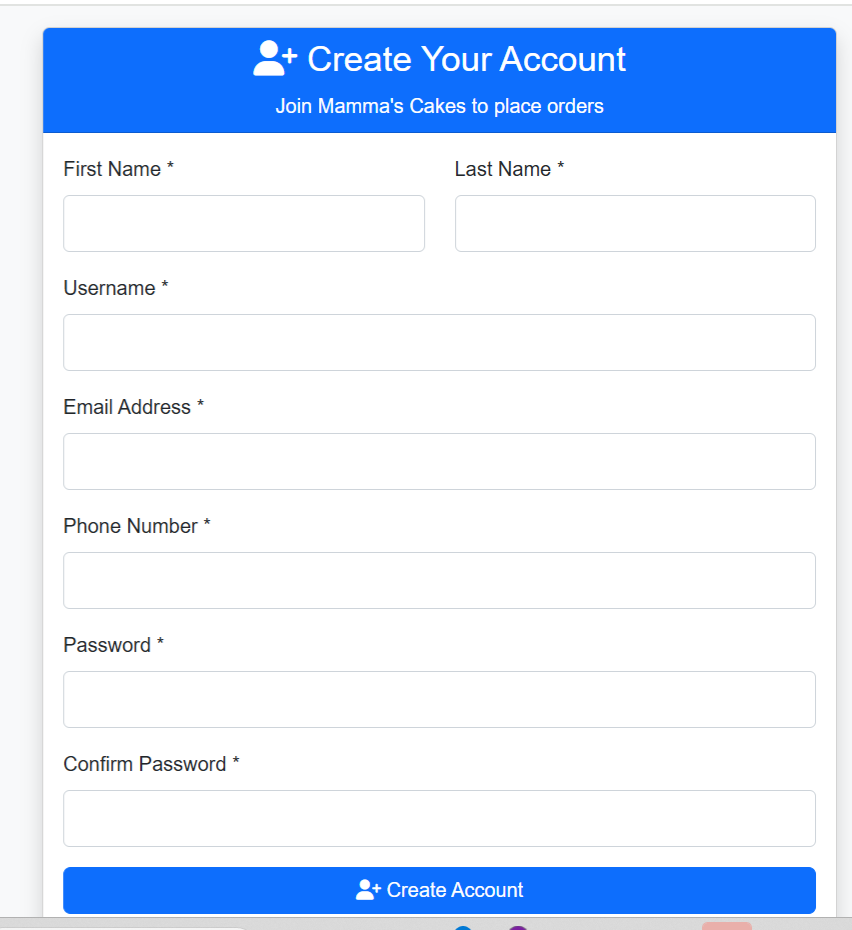 Create Your Account
Join Mamma's Cakes to place orders
First Name * Last Name *
Username *
Email Address *
Phone Number *
Password *
Confirm Password *
Create Account